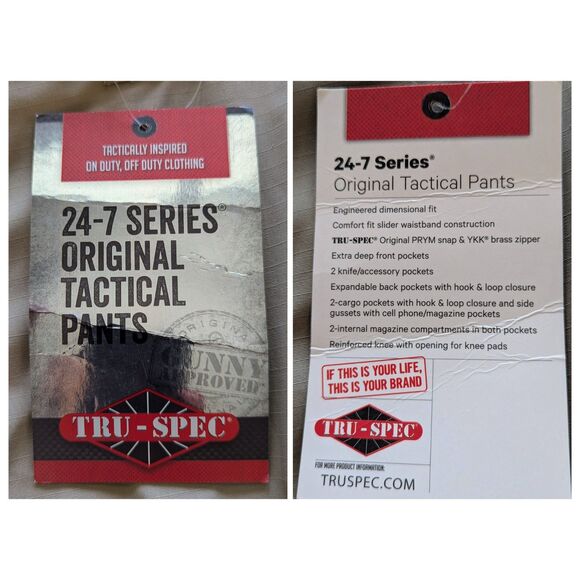 TACTICALLY INSPIRED
ON DUTY, OFF DUTY CLOTHING
24-7 SERIES®
ORIGINAL
TACTICAL
PANTS
ORIGINAL
GUNNY
APPROVED
TRU-SPEC®
24-7 Series®
Original Tactical Pants
Engineered dimensional fit
Comfort fit slider waistband construction
TRU-SPEC® Original PRYM snap & YKK® brass zipper
Extra deep front pockets
2 knife/accessory pockets
Expandable back pockets with hook & loop closure
2-cargo pockets with hook & loop closure and side
gussets with cell phone/magazine pockets
2-internal magazine compartments in both pockets
Reinforced knee with opening for knee pads
IF THIS IS YOUR LIFE,
THIS IS YOUR BRAND
TRU-SPEC®
FOR MORE PRODUCT INFORMATION:
TRUSPEC.COM